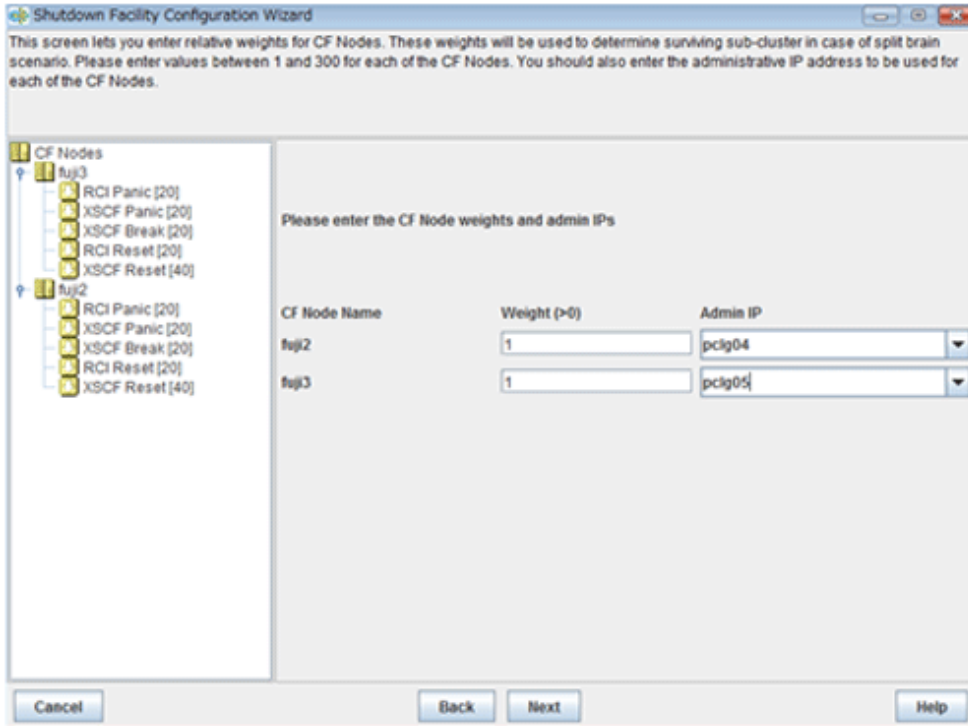 Shutdown Facility Configuration Wizard
This screen lets you enter relative weights for CF Nodes. These weights will be used to determine surviving sub-cluster in case of split brain
scenario. Please enter values between 1 and 300 for each of the CF Nodes. You should also enter the administrative IP address to be used for
each of the CF Nodes.
CF Nodes
fuji3
RCI Panic [20]
XSCF Panic [20]
XSCF Break [20]
RCI Reset [20]
XSCF Reset [40]
fuji2
RCI Panic [20]
XSCF Panic [20]
XSCF Break [20]
RCI Reset [20]
XSCF Reset [40]
Please enter the CF Node weights and admin IPs
CF Node Name Weight (>0) Admin IP
fuji2 1 pclg04
fuji3 1 pclg05
Cancel Back Next Help